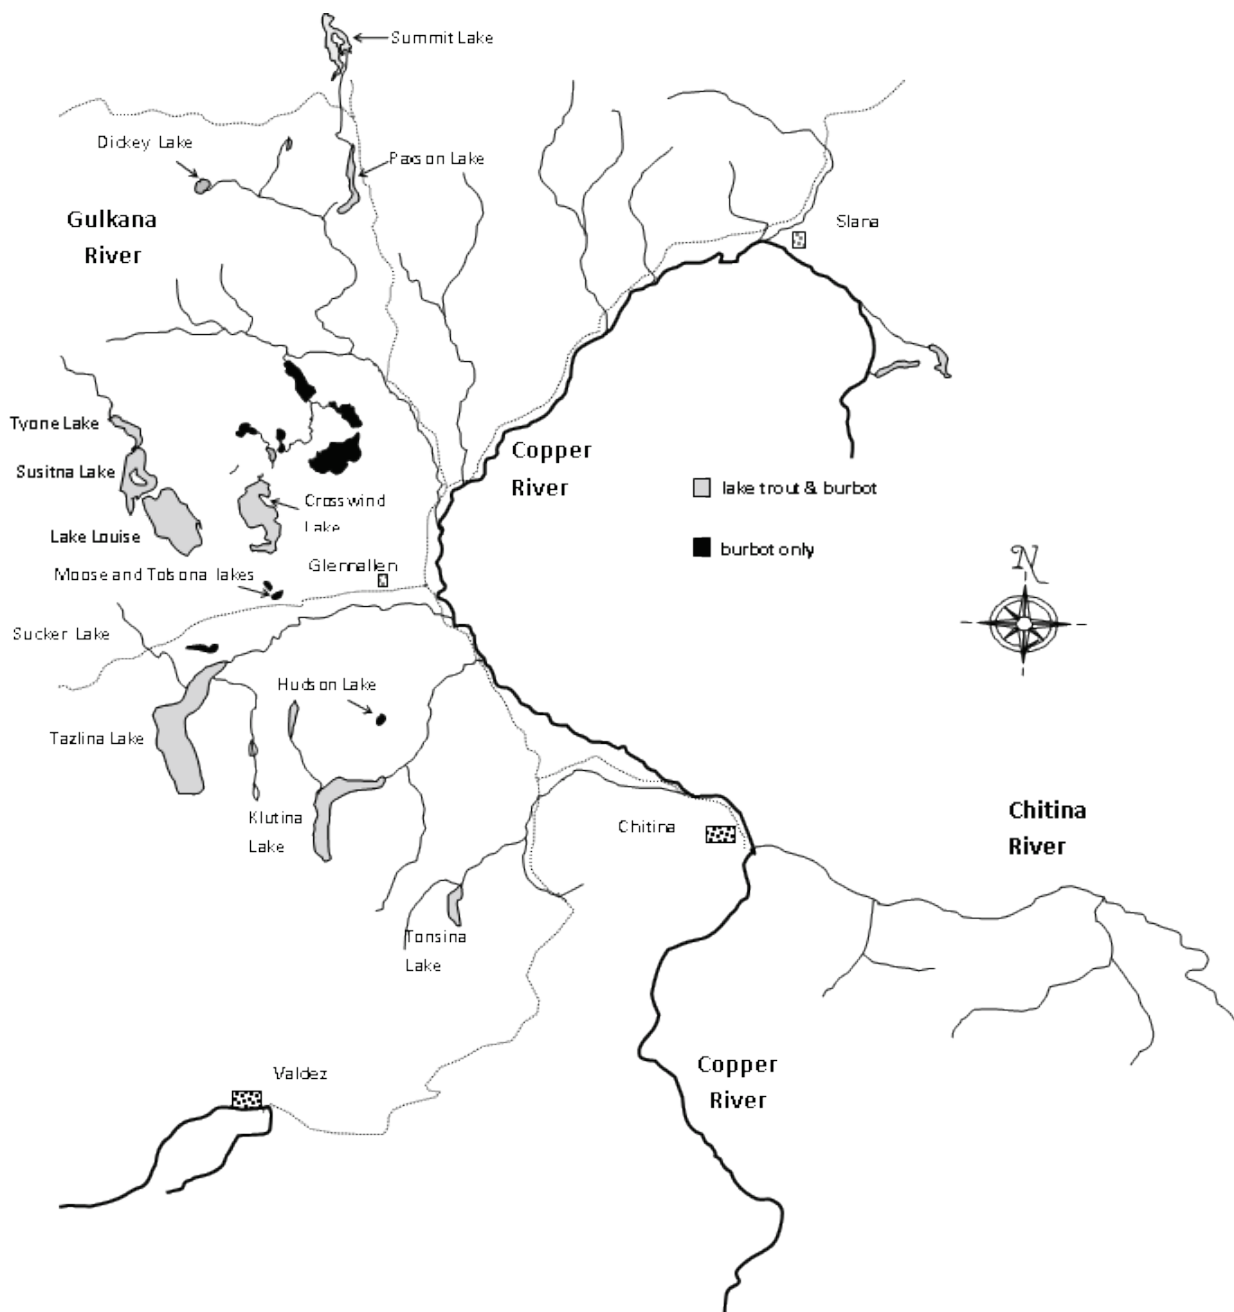 Summit Lake
Dickey Lake
Paxson Lake
Gulkana
River
Slana
Tyone Lake
Copper
River
Susitna Lake
lake trout & burbot
Crosswind
Lake
Lake Louise
burbot only
Glennallen
Moose and Tolsona lakes
N
Sucker Lake
Hudson Lake
Tazlina Lake
Klutina
Lake
Chitina
Chitina
River
Tonsina
Lake
Copper
River
Valdez